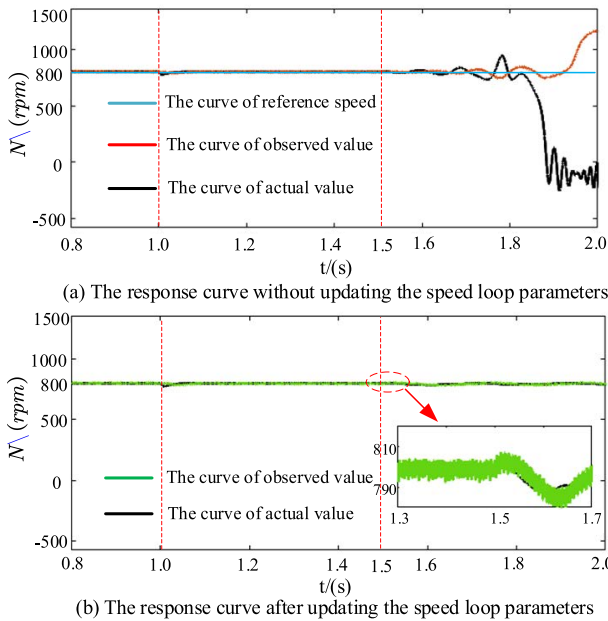 1500
1000
800
500
0
-500
N\ (rpm)
The curve of reference speed
The curve of observed value
The curve of actual value
0.8 1.0 1.2 1.4 1.5 1.6 1.8 2.0
t/(s)
(a) The response curve without updating the speed loop parameters
1500
1000
800
500
0
-500
N\ (rpm)
810
790
1.3 1.5 1.7
The curve of observed value
The curve of actual value
0.8 1.0 1.2 1.4 1.5 1.6 1.8 2.0
t/(s)
(b) The response curve after updating the speed loop parameters